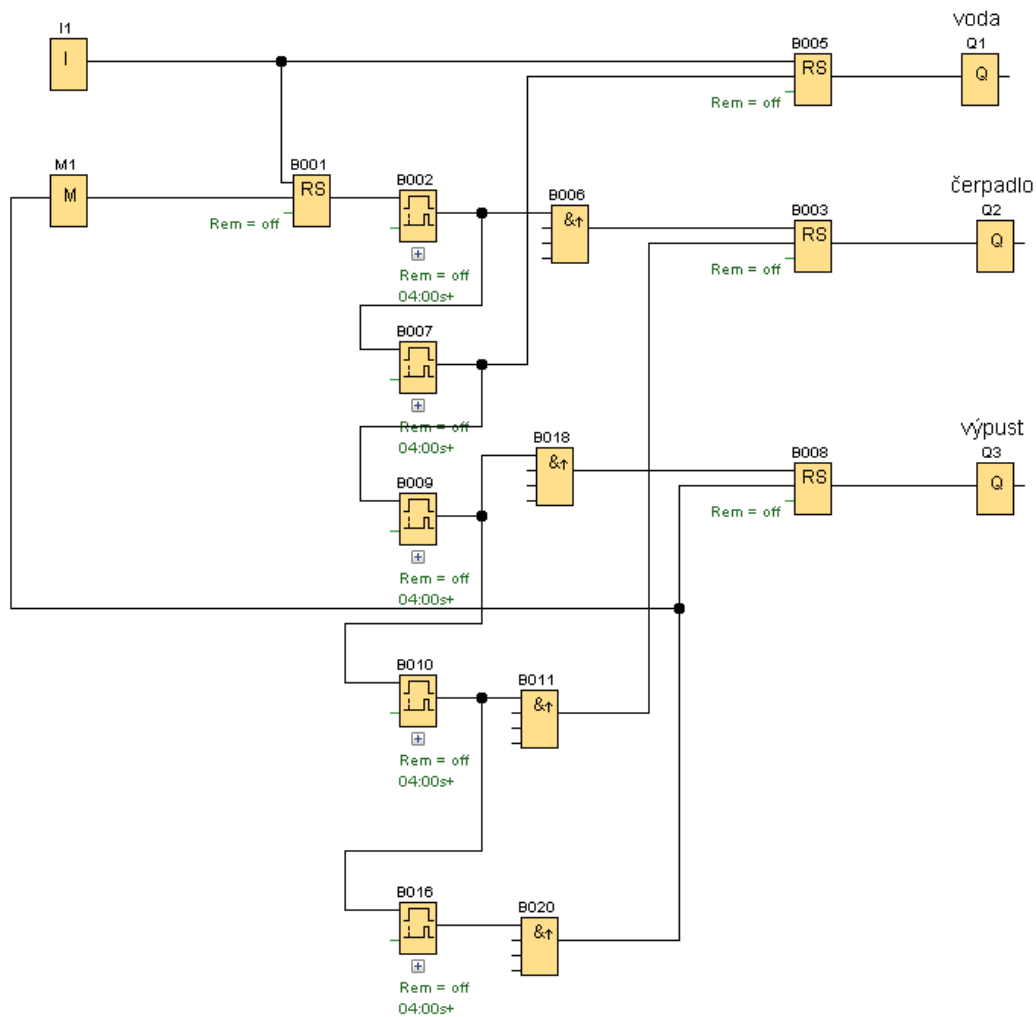 voda
I1
I
B005
RS
Rem = off
Q1
Q
M1
M
B001
RS
Rem = off
B002
Rem = off
04:00s+
B006
&↑
čerpadlo
B003
RS
Rem = off
Q2
Q
B007
Rem = off
04:00s+
výpust
B018
&↑
B008
RS
Rem = off
Q3
Q
B009
Rem = off
04:00s+
B010
Rem = off
04:00s+
B011
&↑
B016
Rem = off
04:00s+
B020
&↑